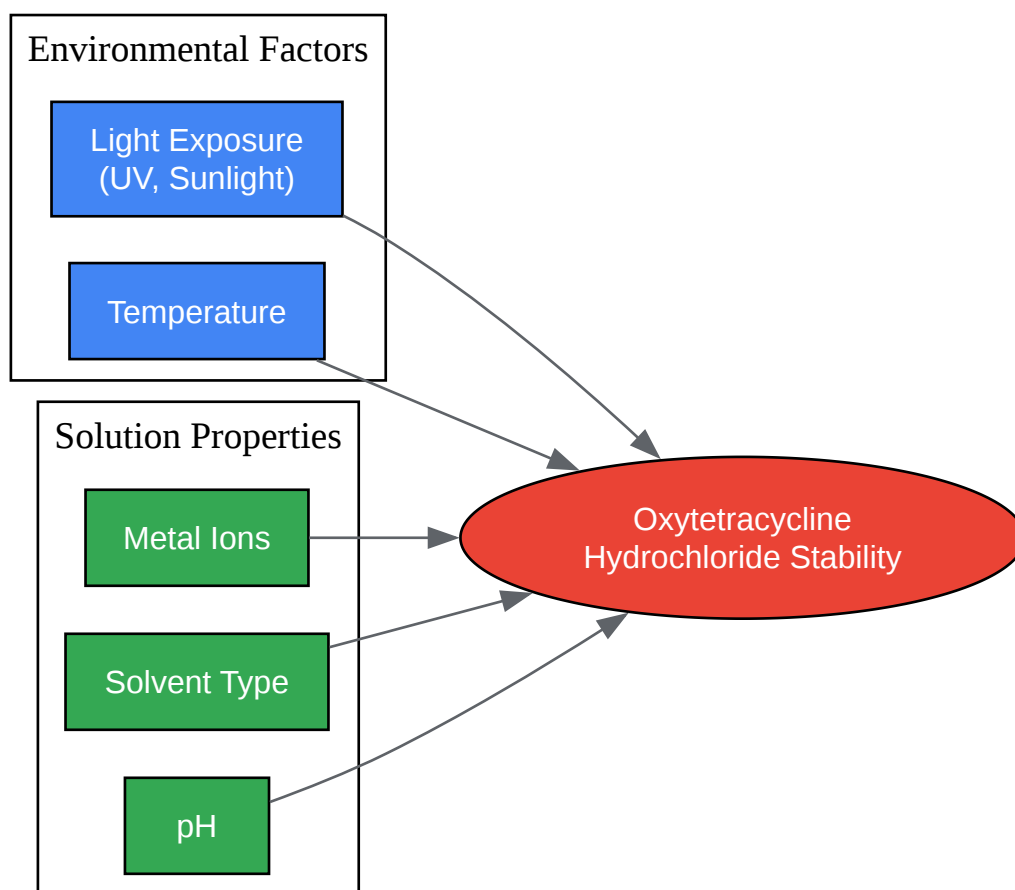 Environmental Factors
Light Exposure
(UV, Sunlight)
Temperature
Solution Properties
Metal Ions
Solvent Type
pH
Oxytetracycline
Hydrochloride Stability